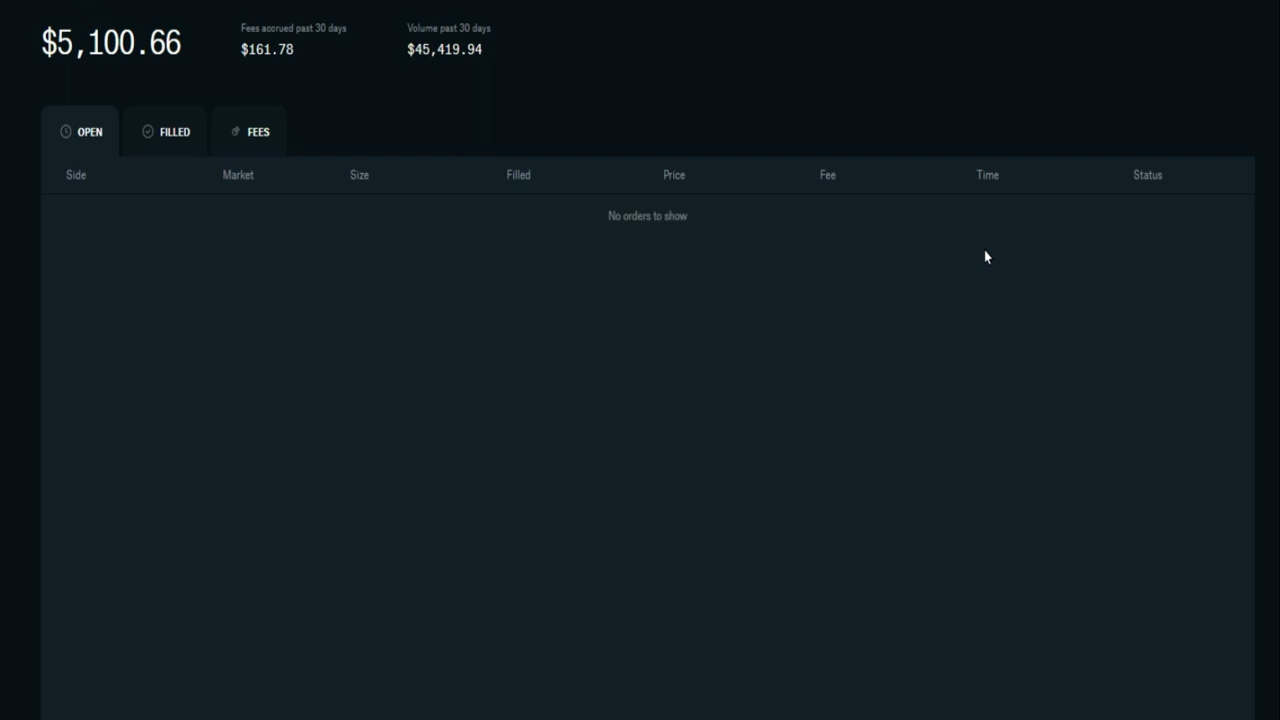 $5,100.66
Fees accrued past 30 days
$161.78
Volume past 30 days
$45,419.94
OPEN FILLED FEES
Side Market Size Filled Price Fee Time Status
No orders to show